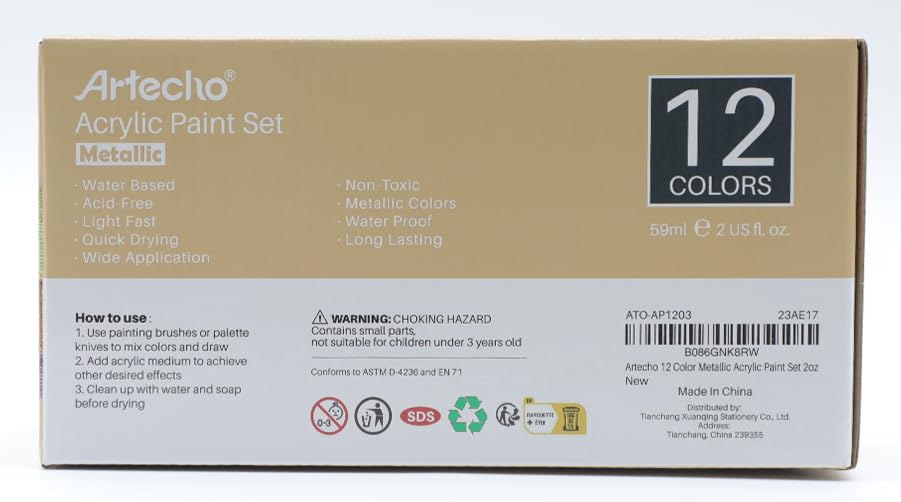 Artecho®
Acrylic Paint Set
Metallic
· Water Based
· Acid-Free
· Light Fast
· Quick Drying
· Wide Application
· Non-Toxic
· Metallic Colors
· Water Proof
· Long Lasting
12
COLORS
59ml ℮ 2 US fl. oz.
How to use :
1. Use painting brushes or palette
knives to mix colors and draw
2. Add acrylic medium to achieve
other desired effects
3. Clean up with water and soap
before drying
WARNING: CHOKING HAZARD
Contains small parts,
not suitable for children under 3 years old
Conforms to ASTM D-4236 and EN 71
0-3
SDS
FR
BARQUETTE
+ ÉTUI
ATO-AP1203 23AE17
B086GNK8RW
Artecho 12 Color Metallic Acrylic Paint Set 2oz
New
Made In China
Distributed by:
Tianchang Xuanqing Stationery Co., Ltd.
Address:
Tianchang, China 239355